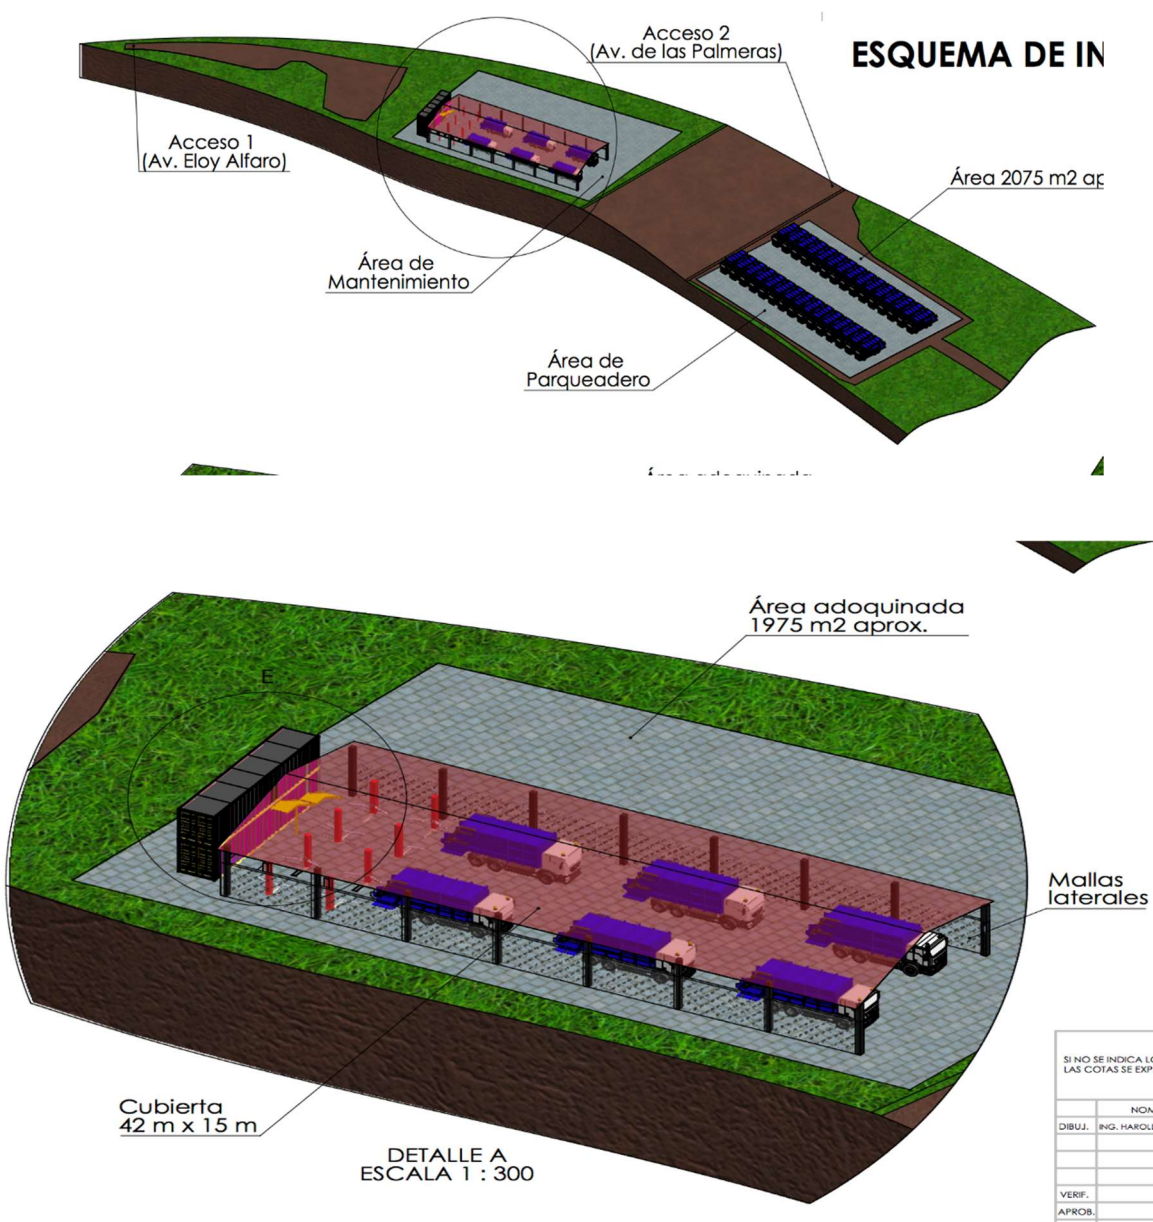 Acceso 2
(Av. de las Palmeras)
ESQUEMA DE IN
Acceso 1
(Av. Eloy Alfaro)
Área 2075 m2 ap
Área de
Mantenimiento
Área de
Parqueadero
Área adoquinada
1975 m2 aprox.
E
Mallas
laterales
Cubierta
42 m x 15 m
DETALLE A
ESCALA 1 : 300
SI NO SE INDICA LO
LAS COTAS SE EXP
NOM
DIBUJ.
ING. HAROLD
VERIF.
APROB.